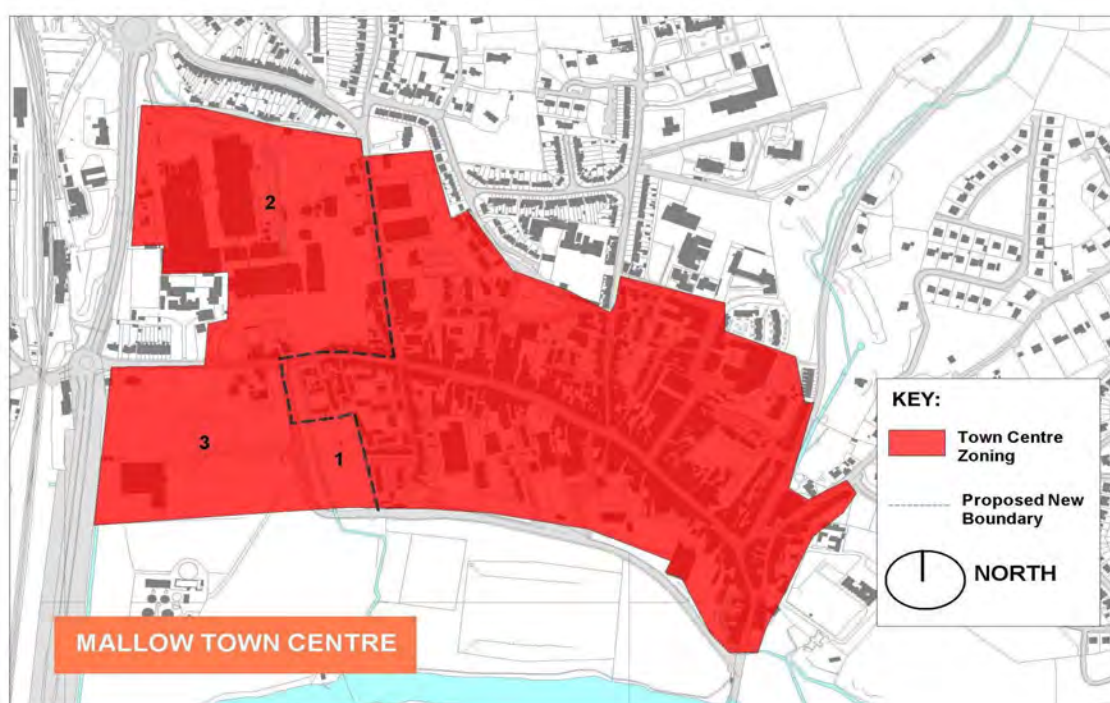 2
3
1
KEY:
Town Centre
Zoning
Proposed New
Boundary
NORTH
MALLOW TOWN CENTRE